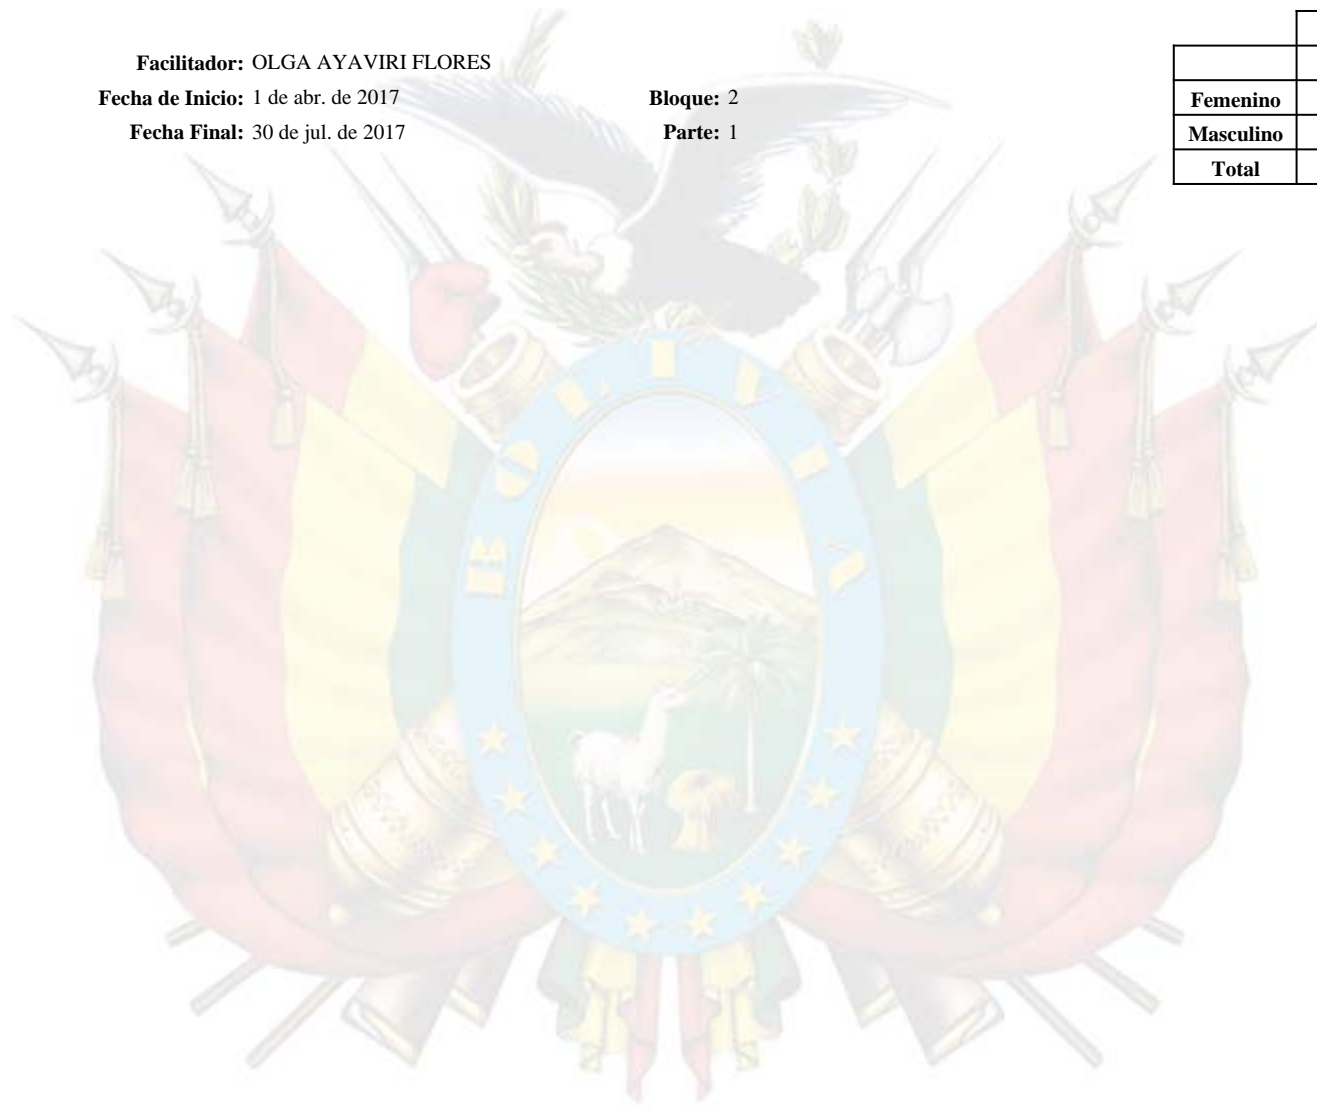 Facilitador: OLGA AYAVIRI FLORES
Fecha de Inicio: 1 de abr. de 2017 Bloque: 2
Fecha Final: 30 de jul. de 2017 Parte: 1
Femenino
Masculino
Total
BOLIVIA